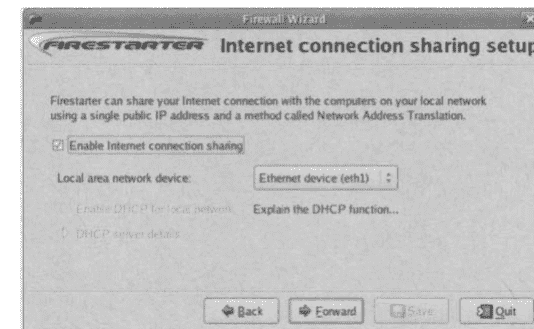 Firewall Wizard
FIRESTARTER Internet connection sharing setup
Firestarter can share your Internet connection with the computers on your local network
using a single public IP address and a method called Network Address Translation.
Enable Internet connection sharing
Local area network device: Ethernet device (eth1)
Enable DHCP for local network Explain the DHCP function...
DHCP server details
Back Forward Save Quit